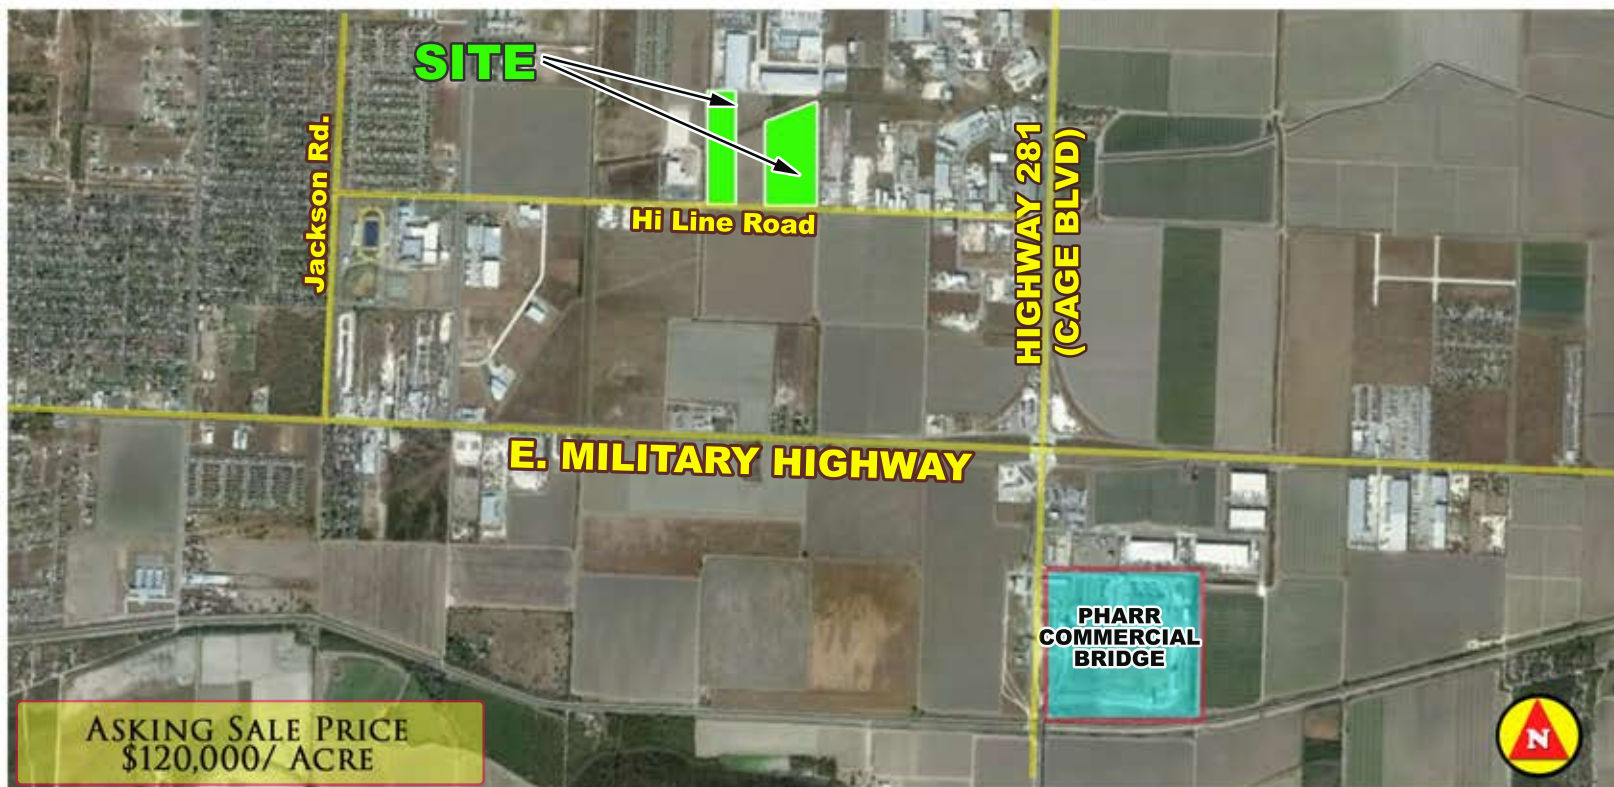 SITE
Jackson Rd.
Hi Line Road
HIGHWAY 281
(CAGE BLVD)
E. MILITARY HIGHWAY
PHARR
COMMERCIAL
BRIDGE
ASKING SALE PRICE
$120,000/ ACRE
N